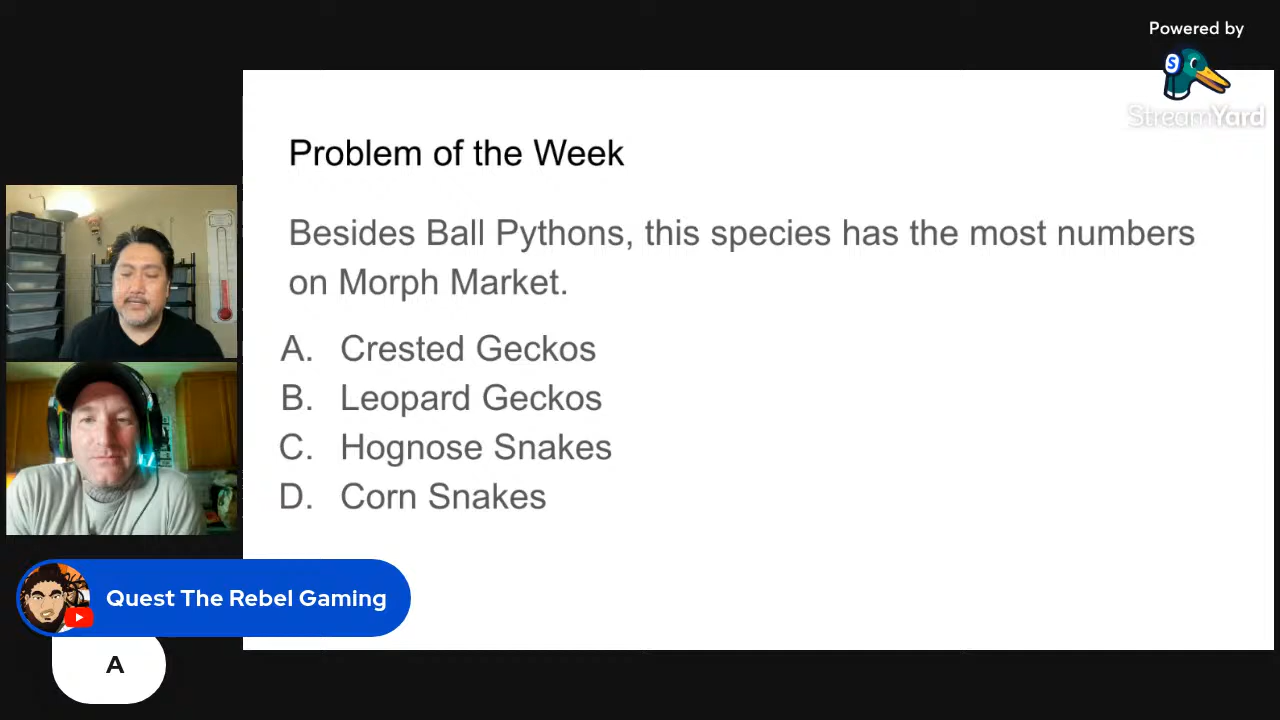 Powered by
StreamYard
Problem of the Week
Besides Ball Pythons, this species has the most numbers
on Morph Market.
A. Crested Geckos
B. Leopard Geckos
C. Hognose Snakes
D. Corn Snakes
Quest The Rebel Gaming
A